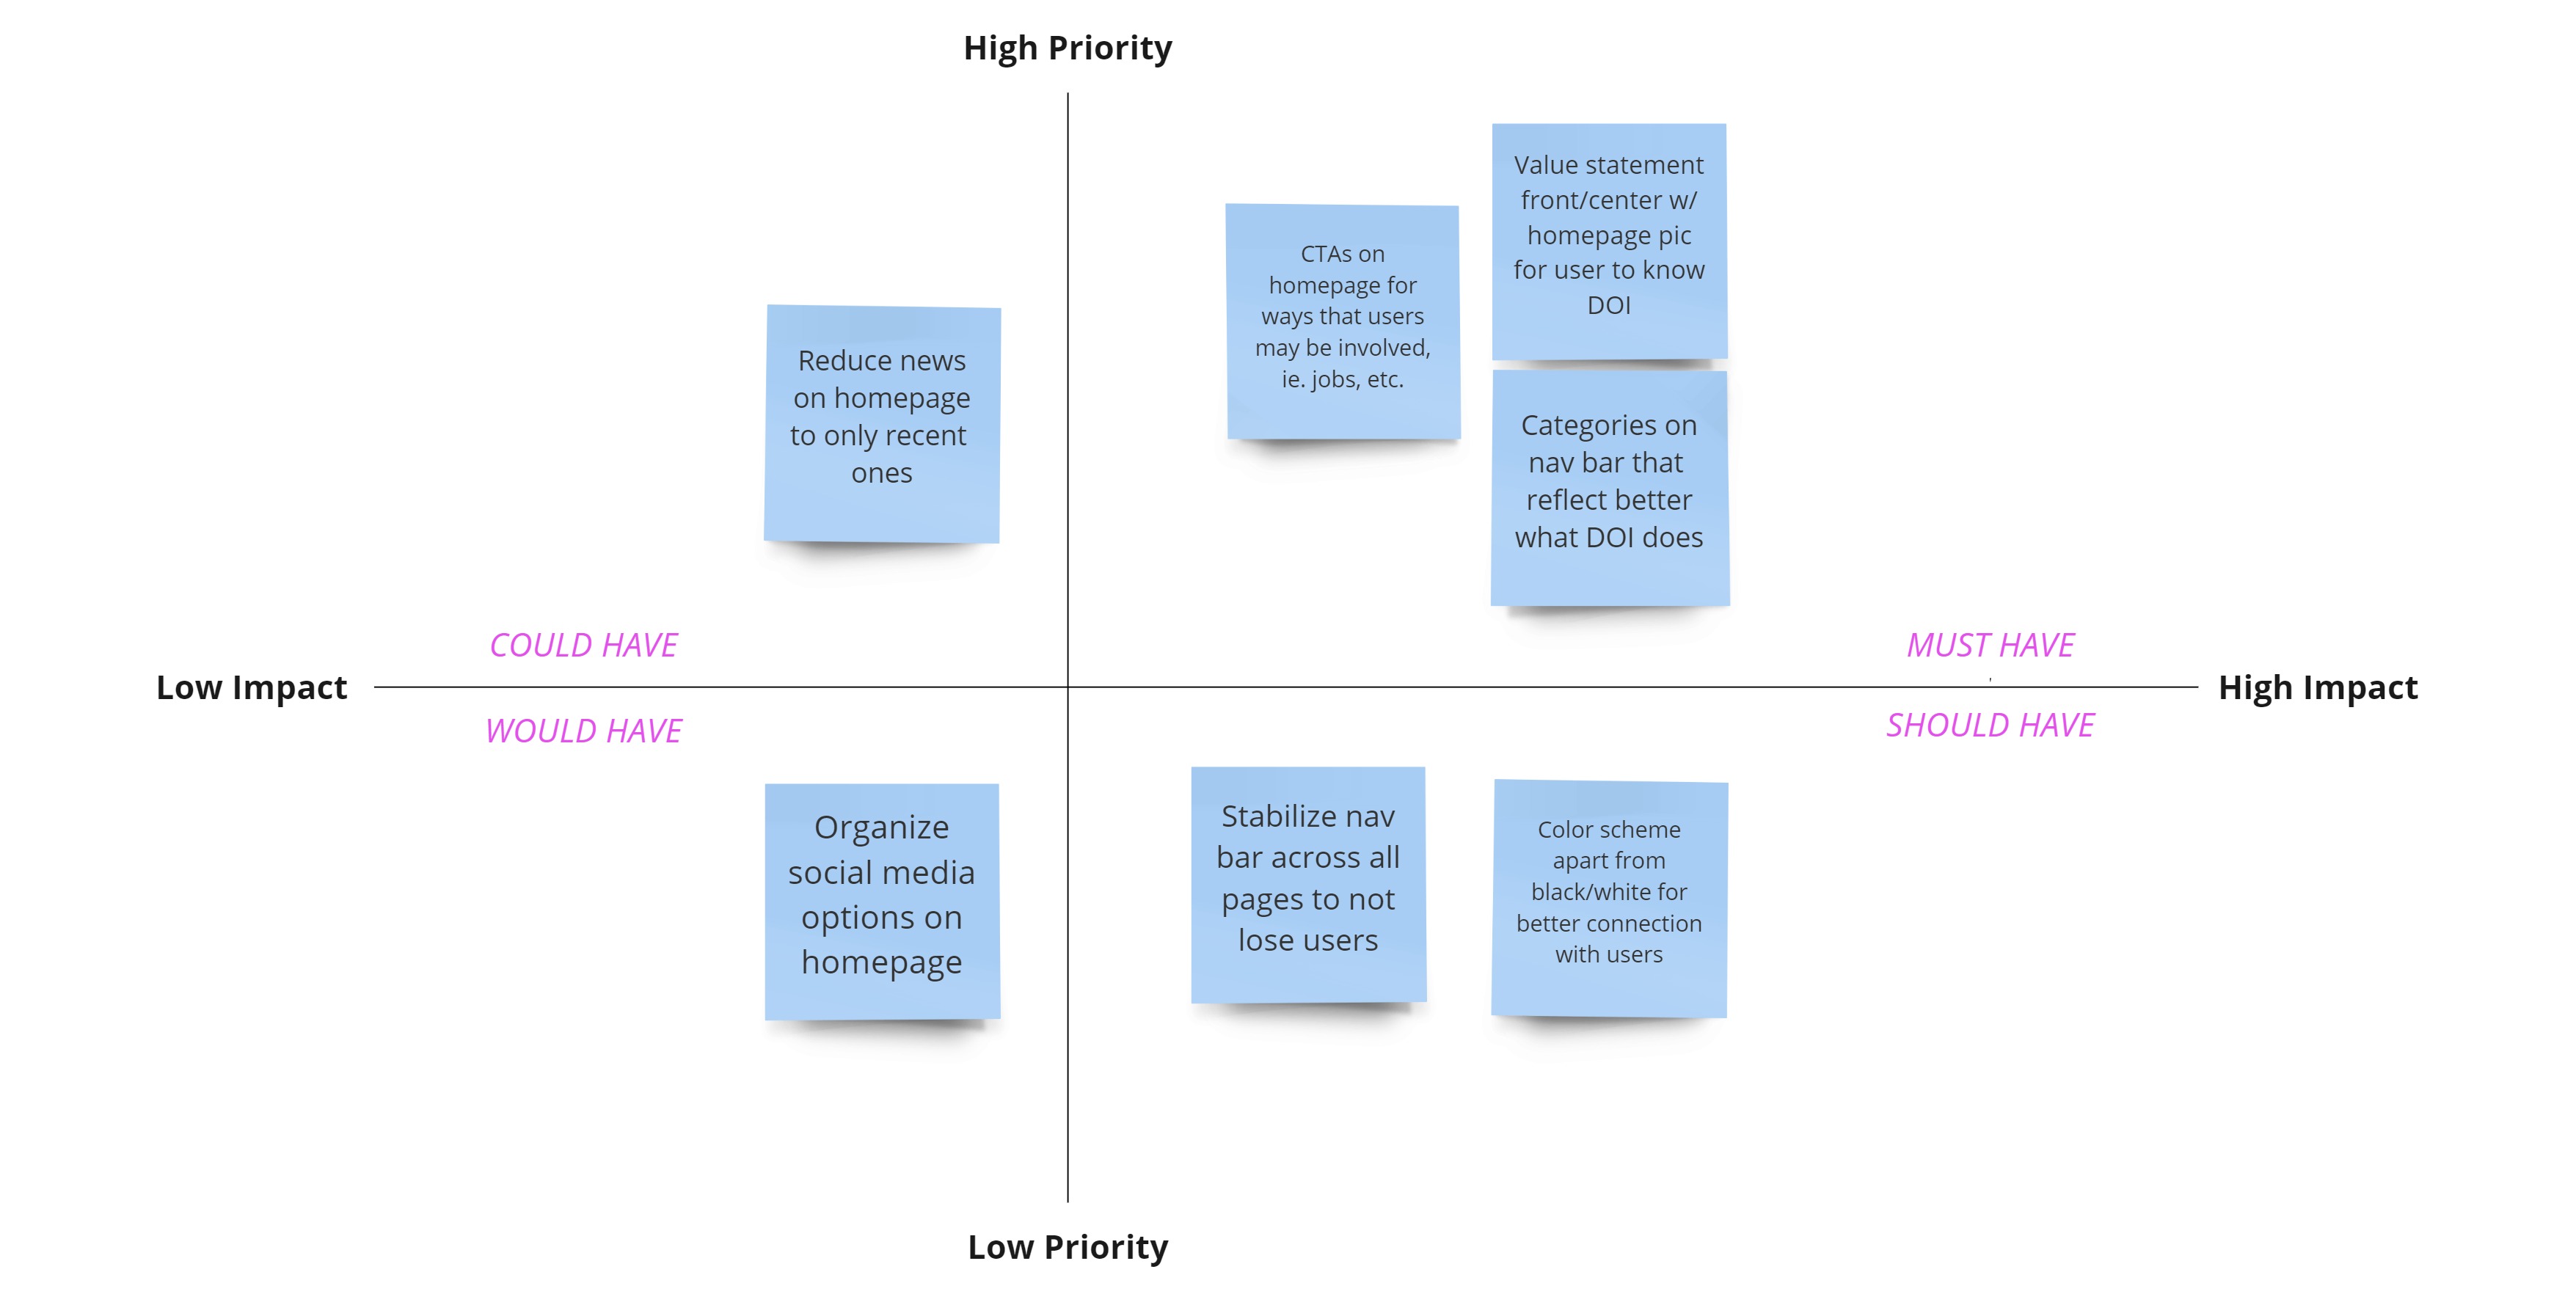 High Priority
Value statement
front/center w/
homepage pic
for user to know
DOI
CTAs on
homepage for
ways that users
may be involved,
ie. jobs, etc.
Reduce news
on homepage
to only recent
ones
Categories on
nav bar that
reflect better
what DOI does
COULD HAVE
MUST HAVE
Low Impact
High Impact
WOULD HAVE
SHOULD HAVE
Organize
social media
options on
homepage
Stabilize nav
bar across all
pages to not
lose users
Color scheme
apart from
black/white for
better connection
with users
Low Priority